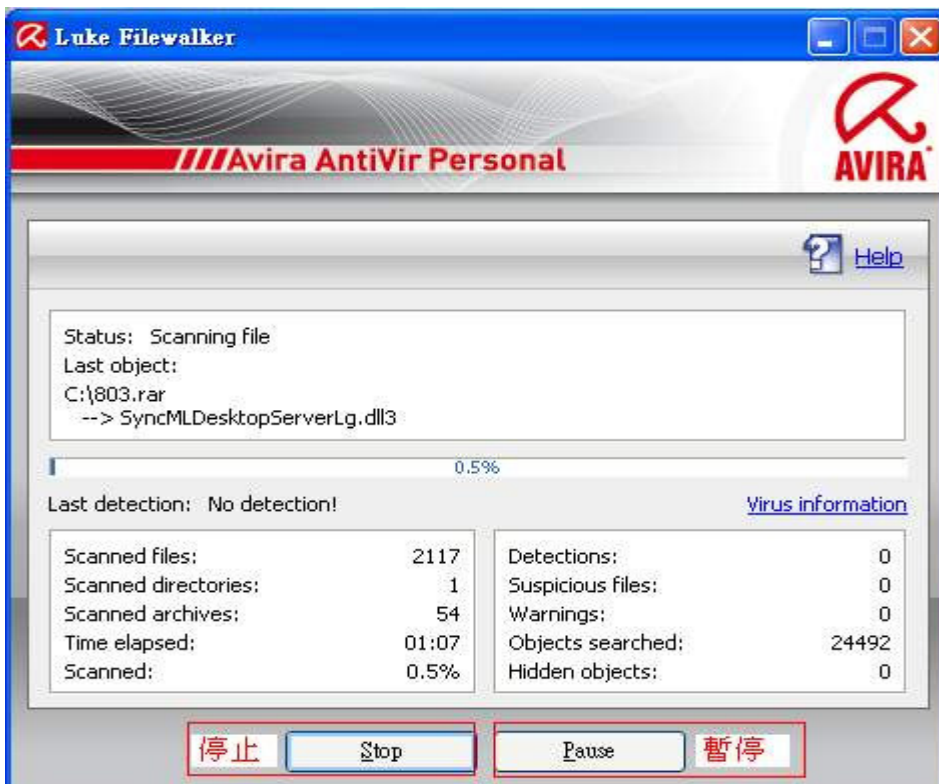 Luke Filewalker
////Avira AntiVir Personal
AVIRA
Help
Status: Scanning file
Last object:
C:\803.rar
--> SyncMLDesktopServerLg.dll3
0.5%
Last detection: No detection!
Virus information
Scanned files: 2117
Scanned directories: 1
Scanned archives: 54
Time elapsed: 01:07
Scanned: 0.5%
Detections: 0
Suspicious files: 0
Warnings: 0
Objects searched: 24492
Hidden objects: 0
停止 Stop Pause 暫停